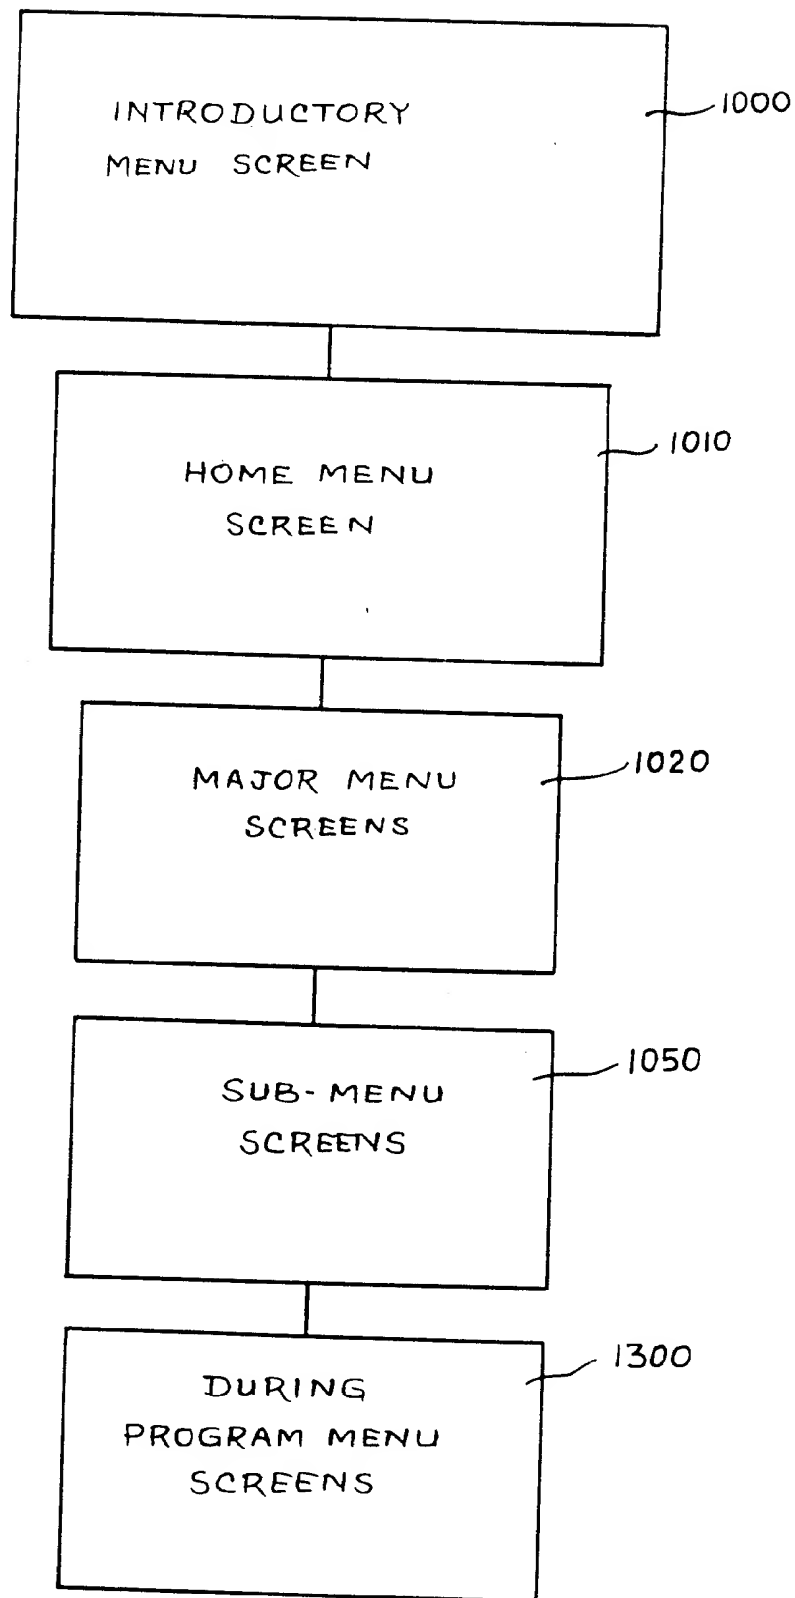 INTRODUCTORY
MENU SCREEN
1000
HOME MENU
SCREEN
1010
MAJOR MENU
SCREENS
1020
SUB-MENU
SCREENS
1050
DURING
PROGRAM MENU
SCREENS
1300